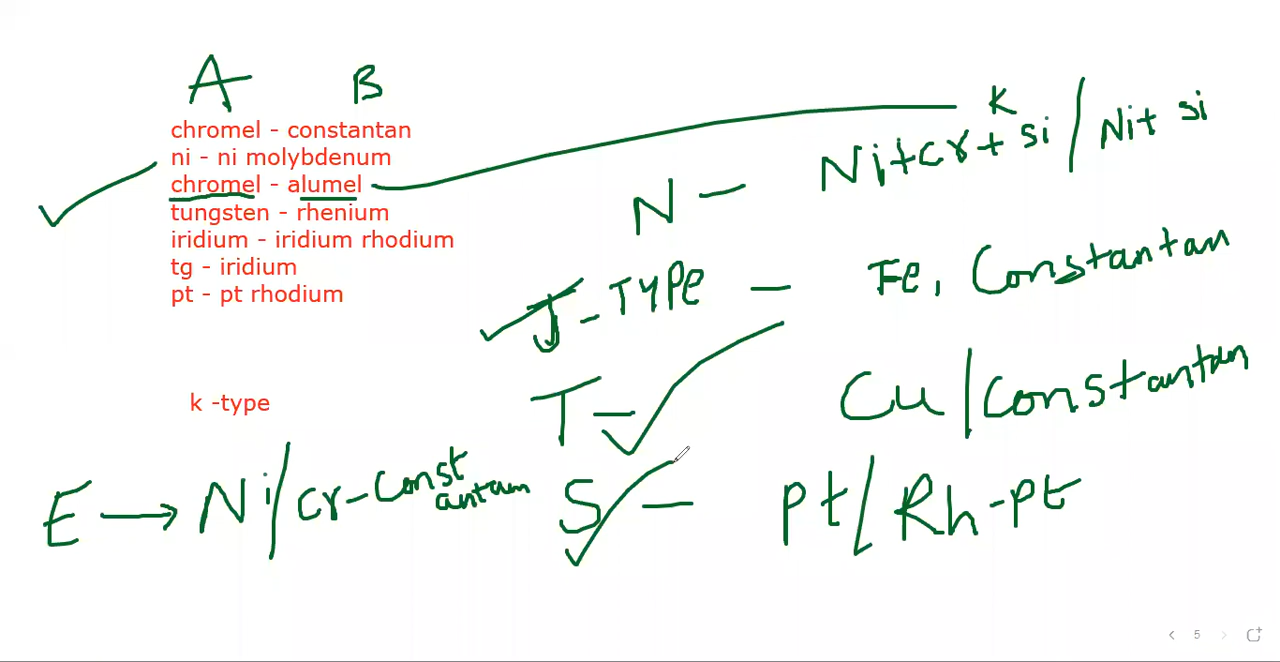 A B
chromel - constantan
ni - ni molybdenum
chromel - alumel
tungsten - rhenium
iridium - iridium rhodium
tg - iridium
pt - pt rhodium
K
N - Ni+cr+si/Ni+si
J-TYPE - Fe, Constantan
T - Cu/Constantan
k -type
E → Ni/cr-constantam
S - pt/Rh-pt
5